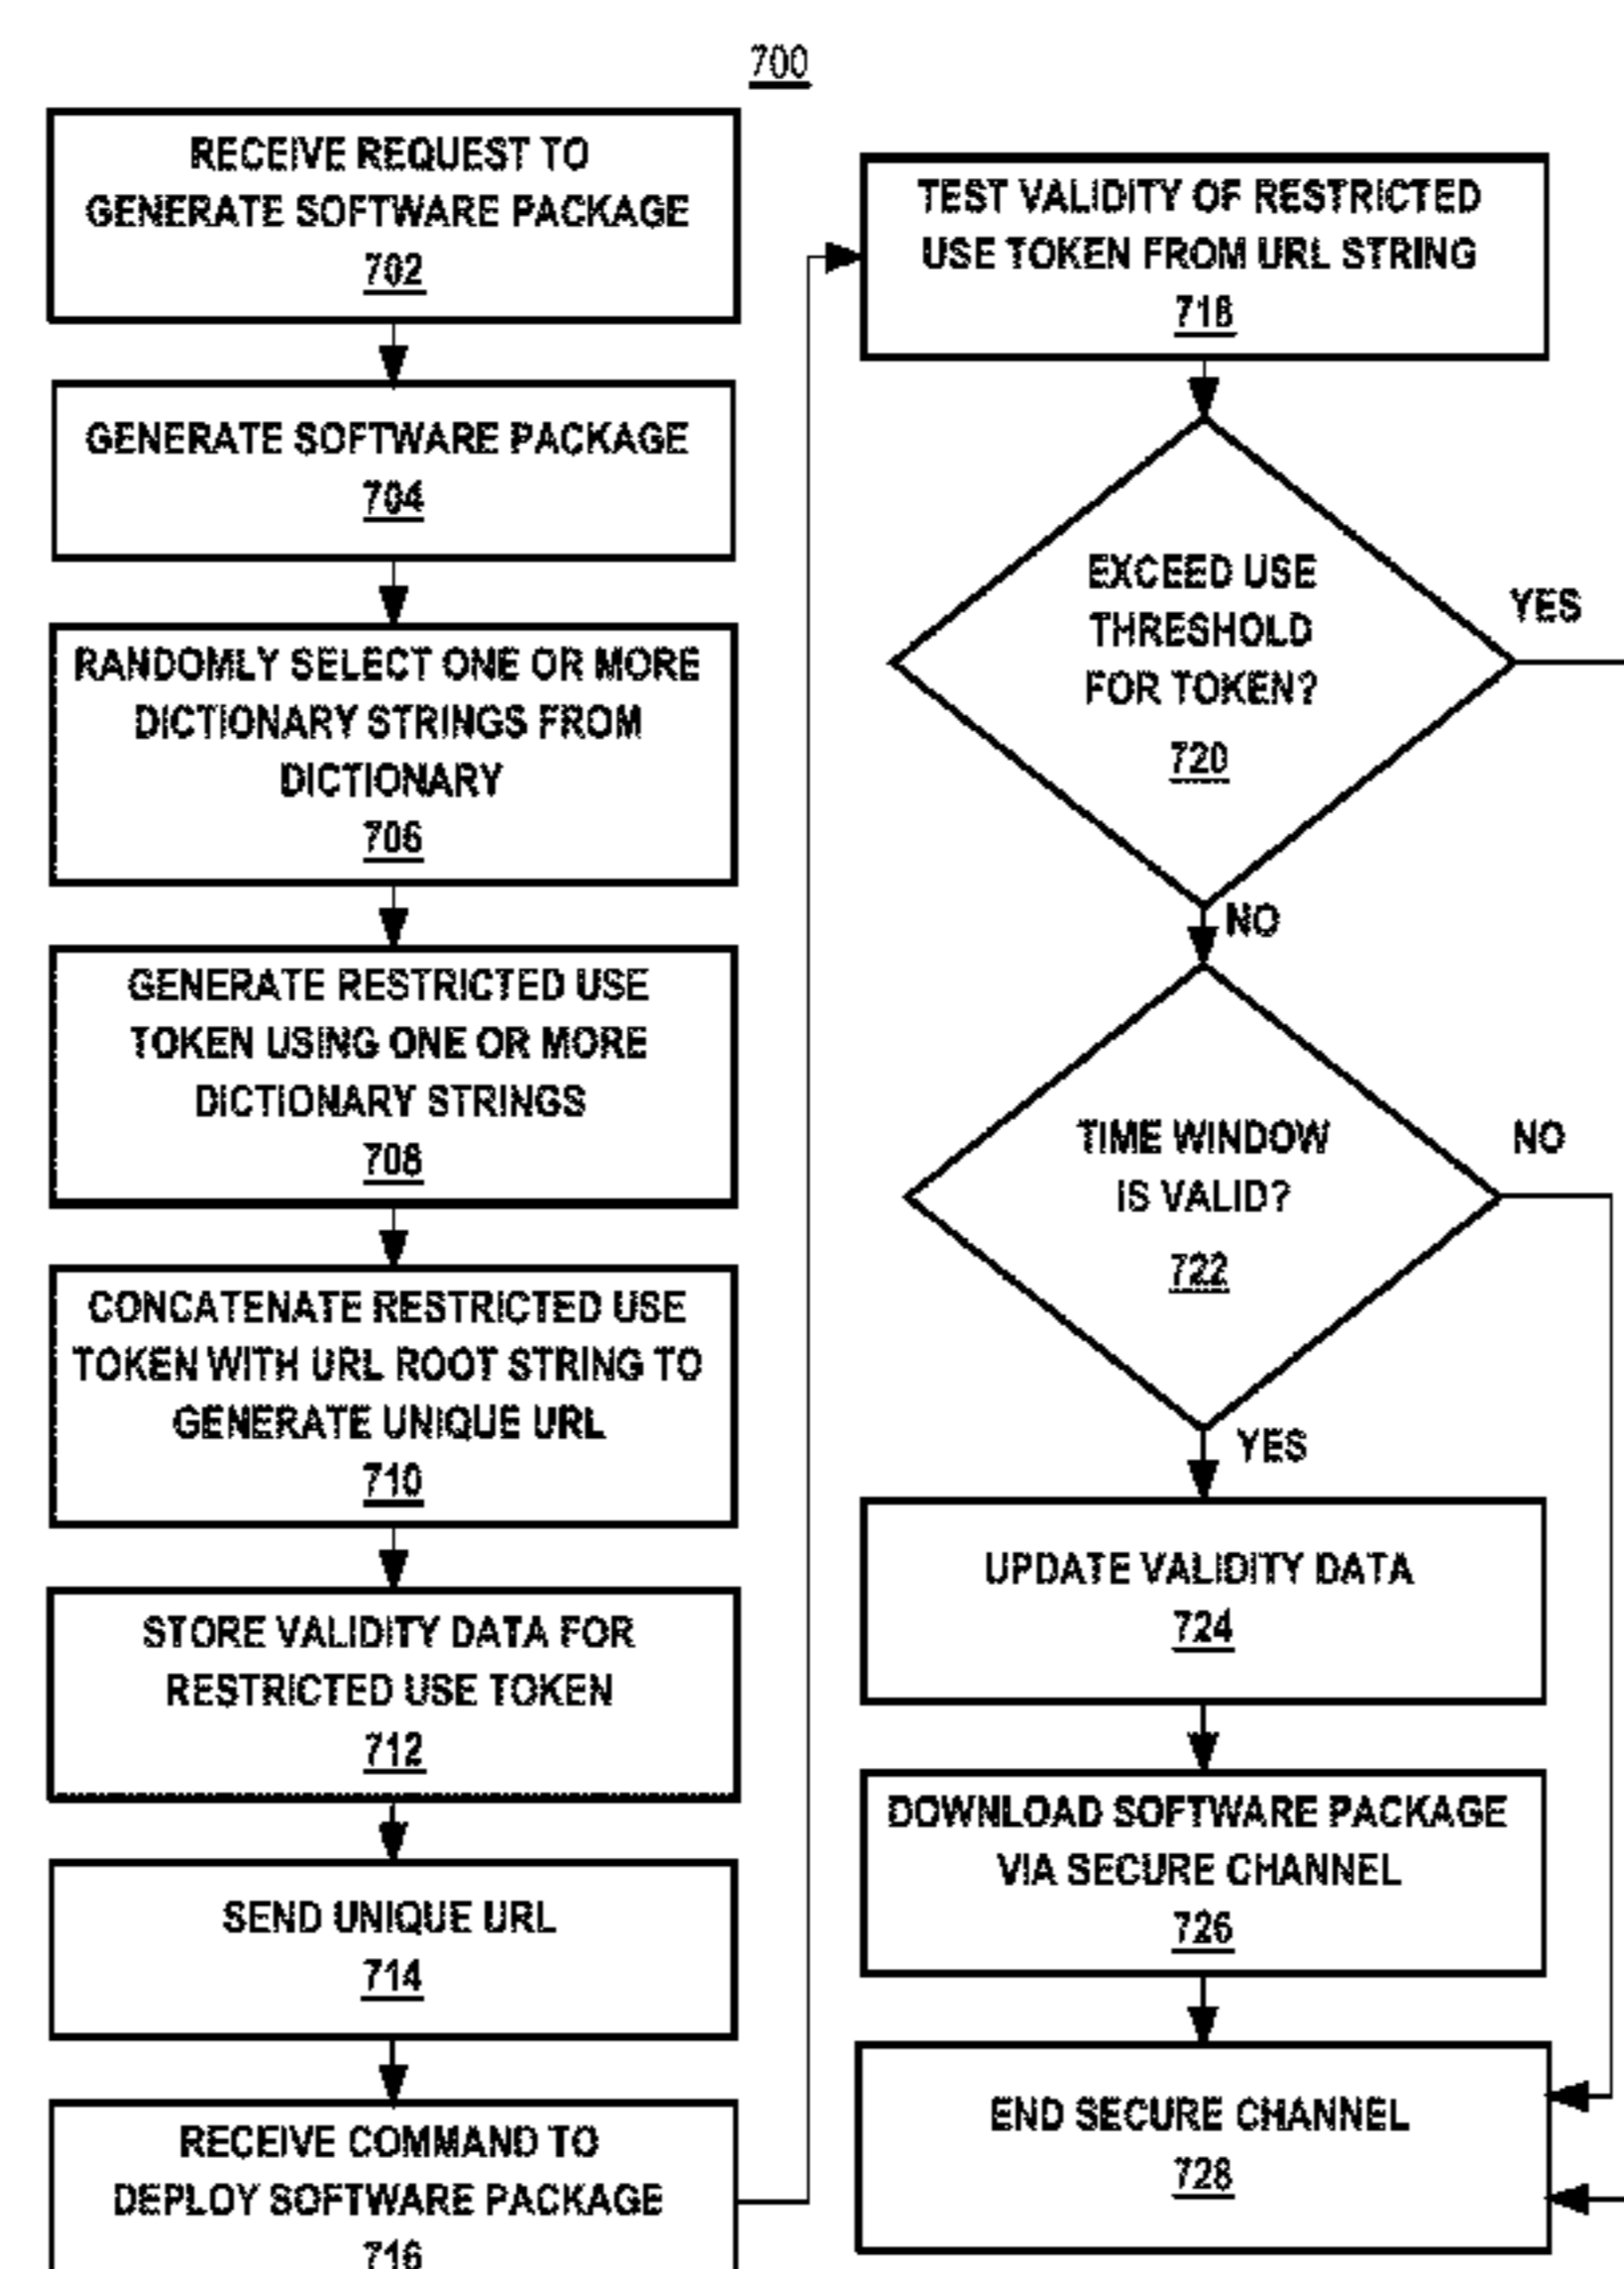 700
RECEIVE REQUEST TO
GENERATE SOFTWARE PACKAGE
702
GENERATE SOFTWARE PACKAGE
704
RANDOMLY SELECT ONE OR MORE
DICTIONARY STRINGS FROM
DICTIONARY
706
GENERATE RESTRICTED USE
TOKEN USING ONE OR MORE
DICTIONARY STRINGS
708
CONCATENATE RESTRICTED USE
TOKEN WITH URL ROOT STRING TO
GENERATE UNIQUE URL
710
STORE VALIDITY DATA FOR
RESTRICTED USE TOKEN
712
SEND UNIQUE URL
714
RECEIVE COMMAND TO
DEPLOY SOFTWARE PACKAGE
716
TEST VALIDITY OF RESTRICTED
USE TOKEN FROM URL STRING
718
EXCEED USE
THRESHOLD
FOR TOKEN?
720
YES
NO
TIME WINDOW
IS VALID?
722
NO
YES
UPDATE VALIDITY DATA
724
DOWNLOAD SOFTWARE PACKAGE
VIA SECURE CHANNEL
726
END SECURE CHANNEL
728